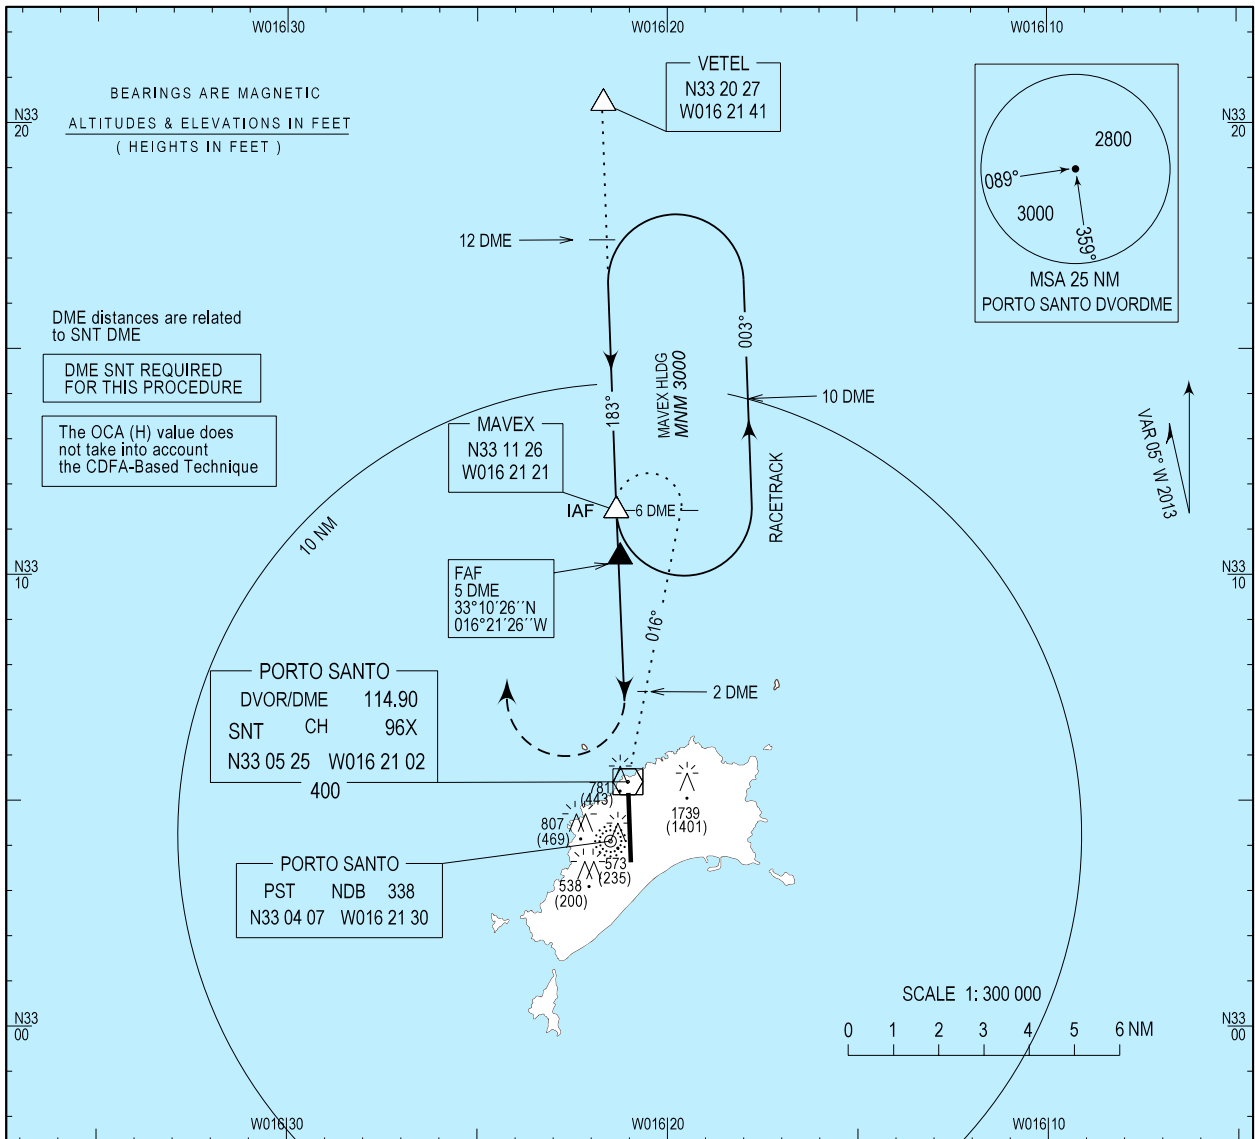 W016 30
W016 20
W016 10
N33
20
N33
20
BEARINGS ARE MAGNETIC
ALTITUDES & ELEVATIONS IN FEET
( HEIGHTS IN FEET )
VETEL
N33 20 27
W016 21 41
2800
089°
3000
359°
MSA 25 NM
PORTO SANTO DVORDME
12 DME
DME distances are related
to SNT DME
DME SNT REQUIRED
FOR THIS PROCEDURE
The OCA (H) value does
not take into account
the CDFA-Based Technique
183°
MAVEX HLDG
MNM 3000
003°
10 DME
RACETRACK
VAR 05° W 2013
MAVEX
N33 11 26
W016 21 21
IAF
6 DME
10 NM
N33
10
N33
10
FAF
5 DME
33°10´26´´N
016°21´26´´W
016°
2 DME
PORTO SANTO
DVOR/DME 114.90
SNT CH 96X
N33 05 25 W016 21 02
400
781
(443)
1739
(1401)
807
(469)
573
(235)
538
(200)
PORTO SANTO
PST NDB 338
N33 04 07 W016 21 30
SCALE 1: 300 000
0 1 2 3 4 5 6 NM
N33
00
N33
00
W016 30
W016 20
W016 10